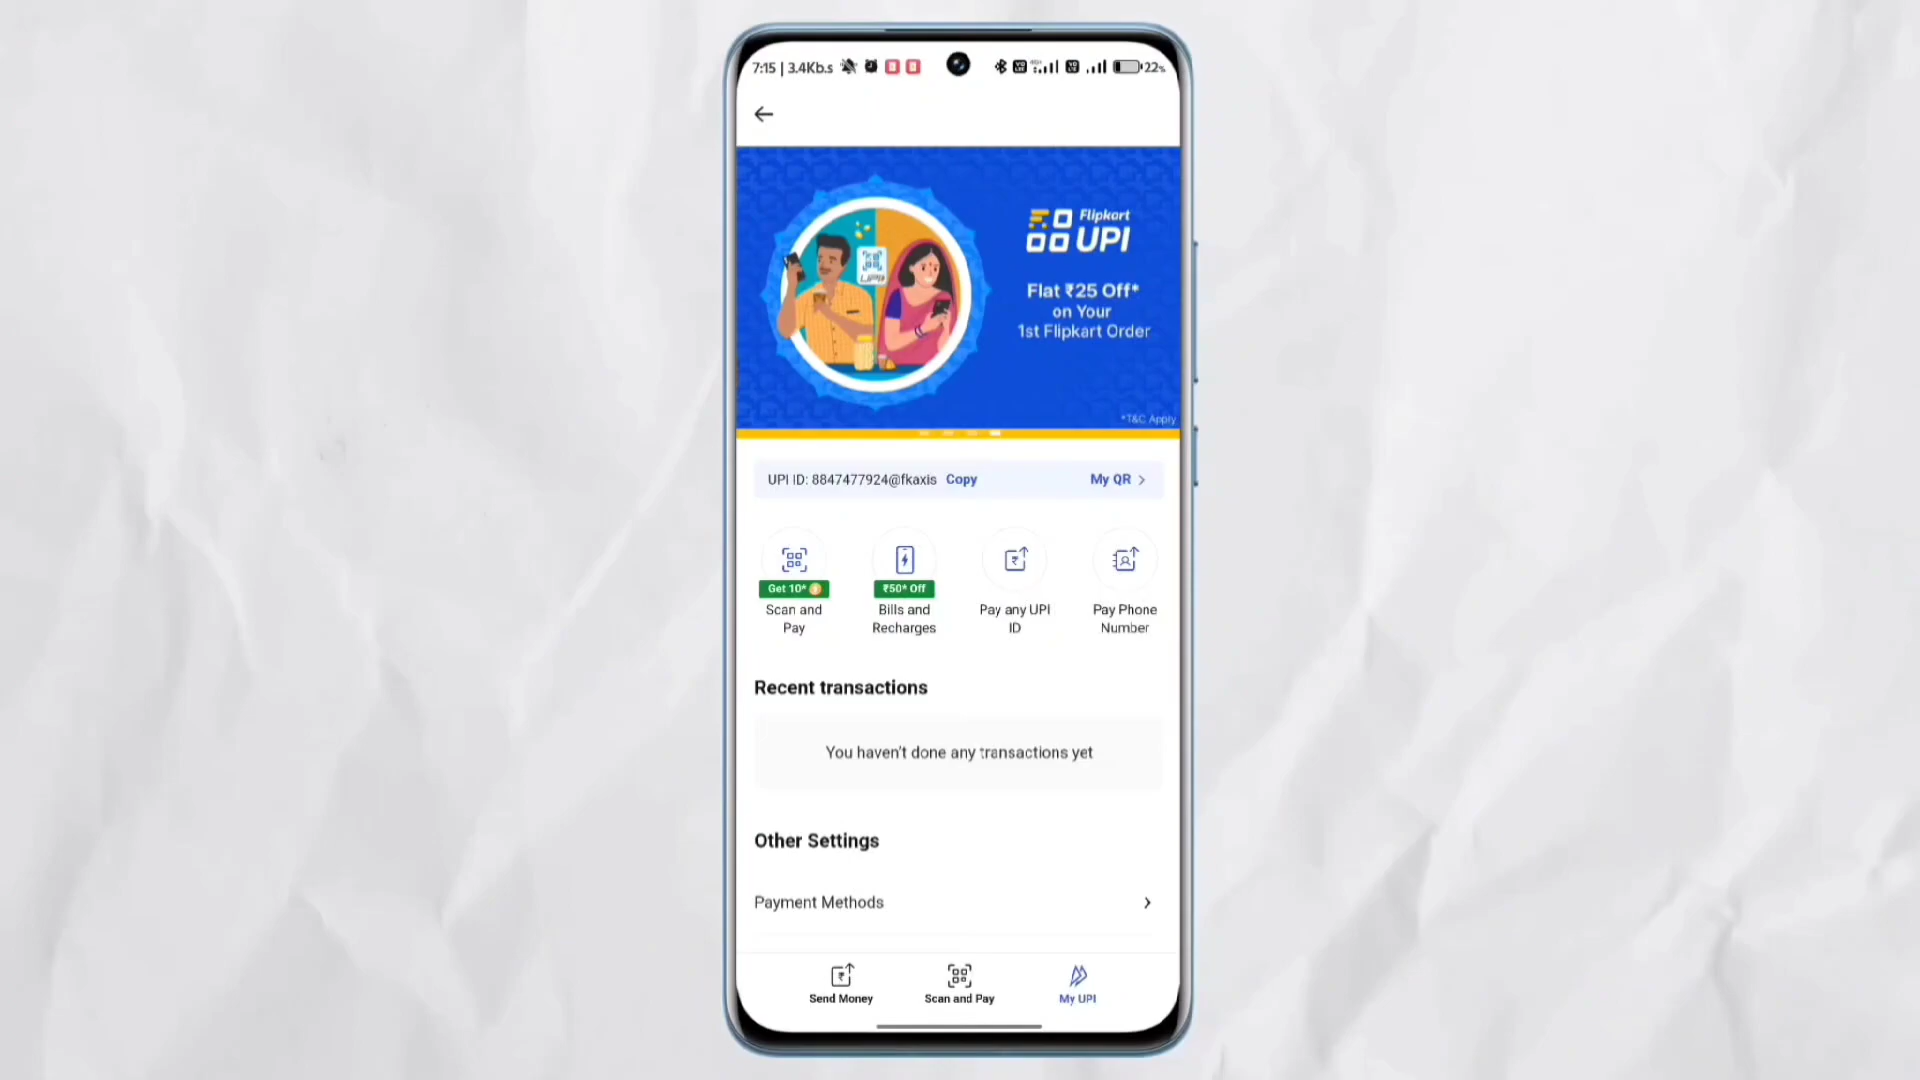 7:15 | 3.4Kb.s
22%
Flipkart
UPI
Flat ₹25 Off*
on Your
1st Flipkart Order
*T&C Apply
UPI ID: 8847477924@fkaxis Copy My QR
Get 10*
₹50* Off
Scan and
Pay
Bills and
Recharges
Pay any UPI
ID
Pay Phone
Number
Recent transactions
You haven't done any transactions yet
Other Settings
Payment Methods
Send Money
Scan and Pay
My UPI